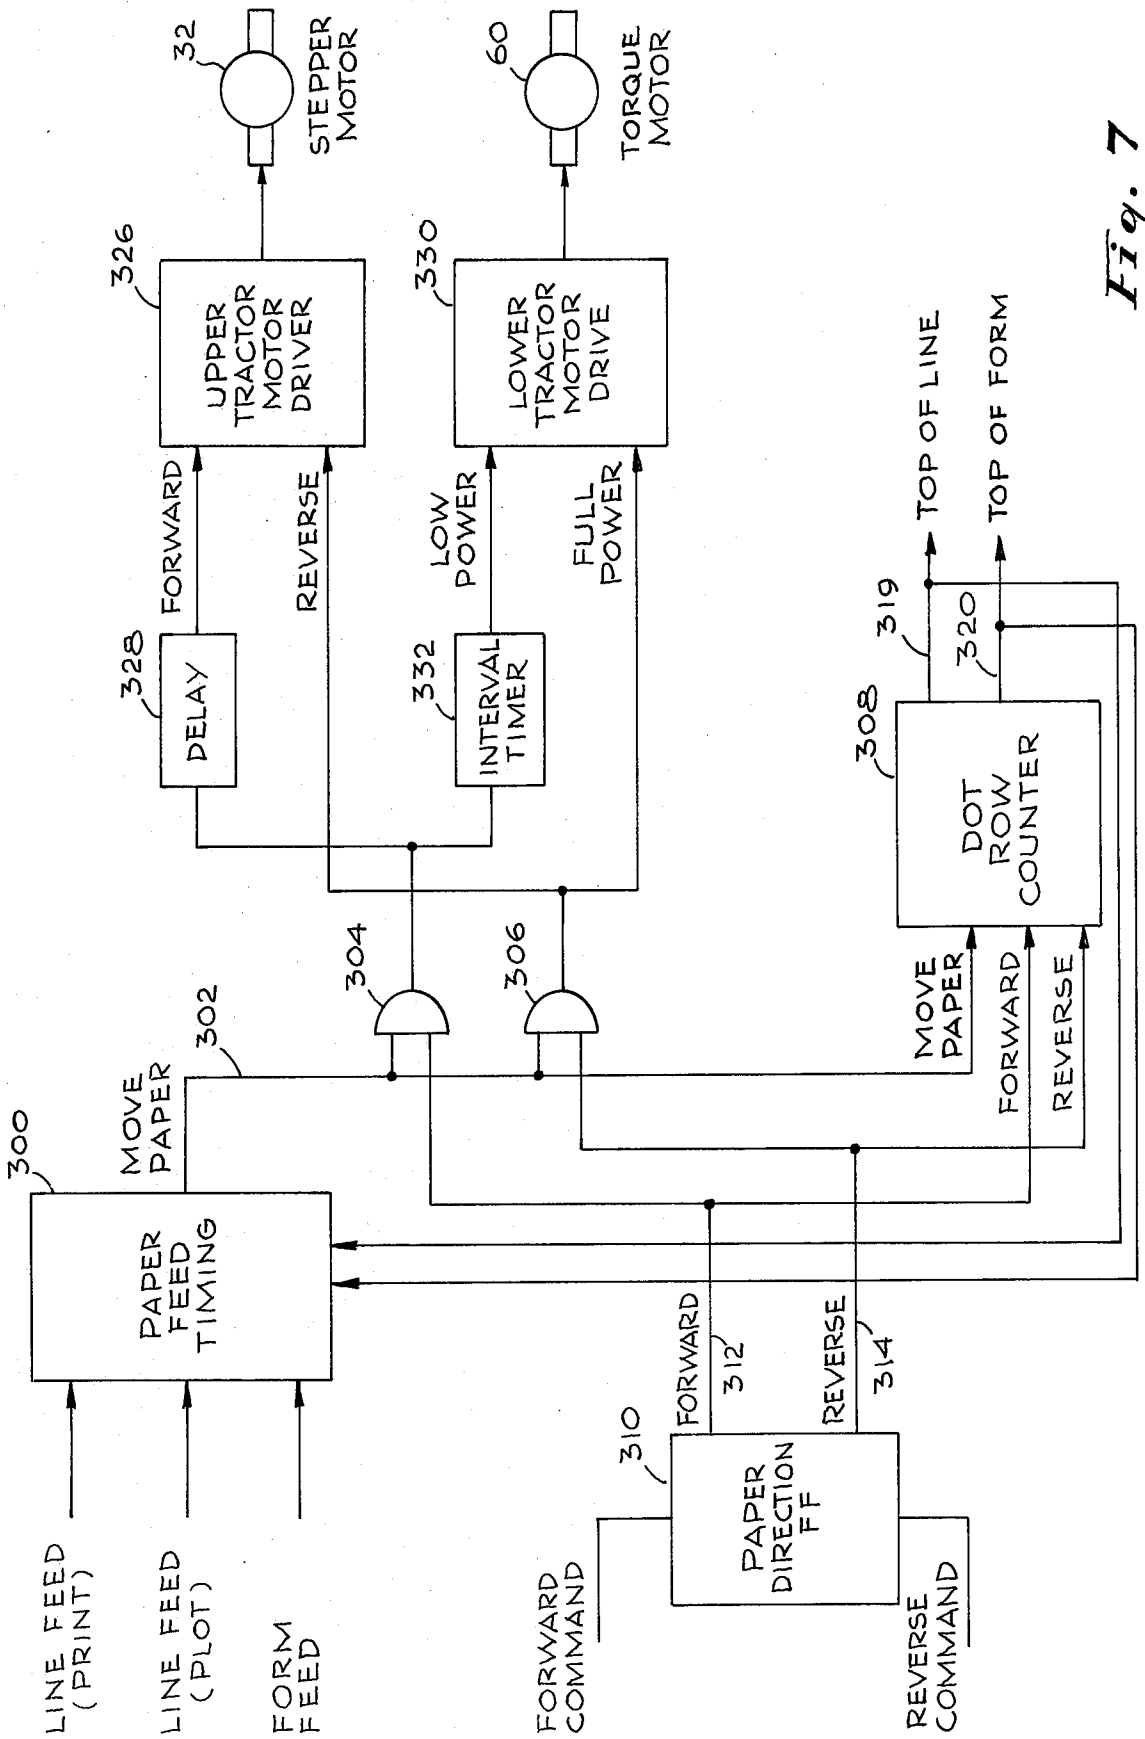 LINE FEED
(PRINT)
LINE FEED
(PLOT)
FORM
FEED
300
PAPER
FEED
TIMING
MOVE
PAPER
302
304
306
328
DELAY
FORWARD
REVERSE
326
UPPER
TRACTOR
MOTOR
DRIVER
32
STEPPER
MOTOR
332
INTERVAL
TIMER
LOW
POWER
FULL
POWER
330
LOWER
TRACTOR
MOTOR
DRIVE
60
TORQUE
MOTOR
FORWARD
COMMAND
REVERSE
COMMAND
310
PAPER
DIRECTION
FF
FORWARD
312
REVERSE
314
MOVE
PAPER
FORWARD
REVERSE
308
DOT
ROW
COUNTER
319
320
TOP OF LINE
TOP OF FORM
Fig. 7